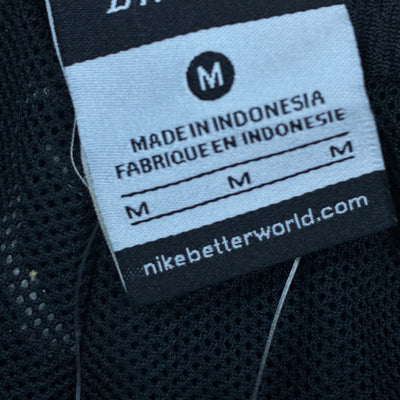 M
MADE IN INDONESIA
FABRIQUE EN INDONESIE
M M M
nikebetterworld.com